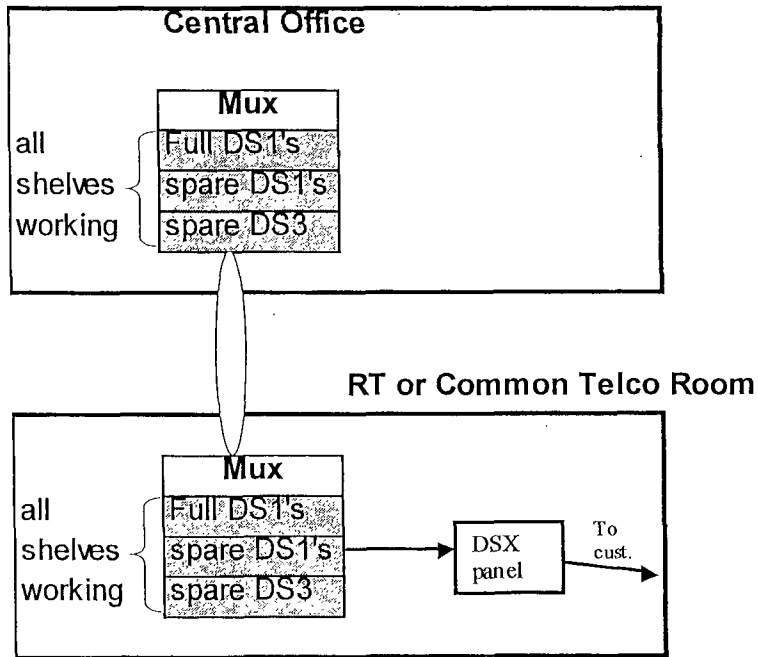 Central Office
Mux
all
shelves
working
Full DS1's
spare DS1's
spare DS3
RT or Common Telco Room
Mux
all
shelves
working
Full DS1's
spare DS1's
spare DS3
DSX
panel
To
cust.